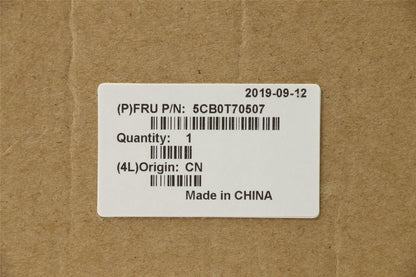 2019-09-12
(P)FRU P/N: 5CB0T70507
Quantity: 1
(4L)Origin: CN
Made in CHINA